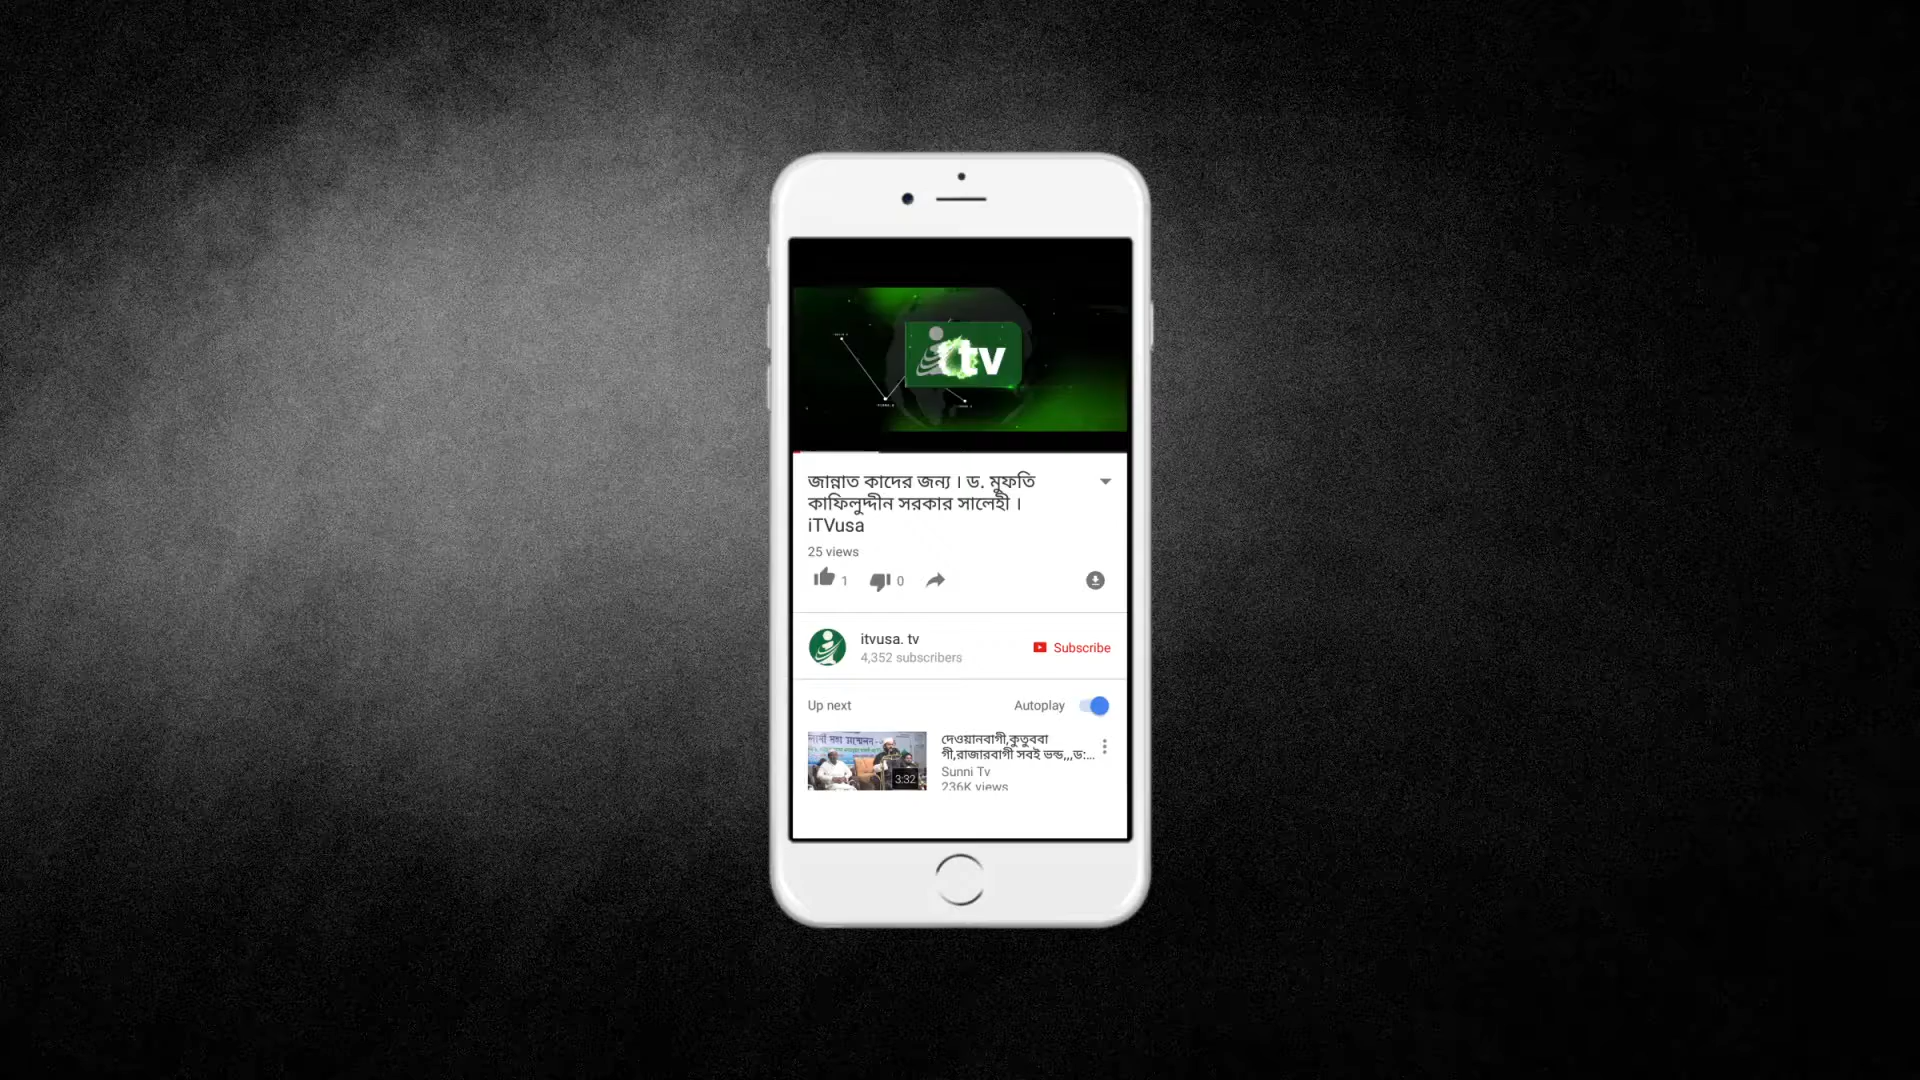 tv
জান্নাত কাদের জন্য । ড. মুফতি
কাফিলুদ্দীন সরকার সালেহী ।
iTVusa
25 views
1
0
itvusa. tv
4,352 subscribers
Subscribe
Up next
Autoplay
3:32
দেওয়ানবাগী,কুতুববা
গী,রাজারবাগী সবই ভন্ড,,,ড:...
Sunni Tv
236K views